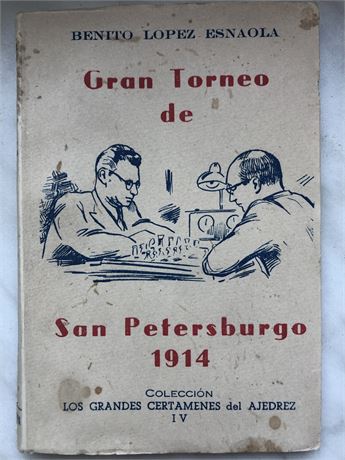 BENITO LOPEZ ESNAOLA
Gran Torneo
de
San Petersburgo
1914
COLECCIÓN
LOS GRANDES CERTAMENES del AJEDREZ
IV